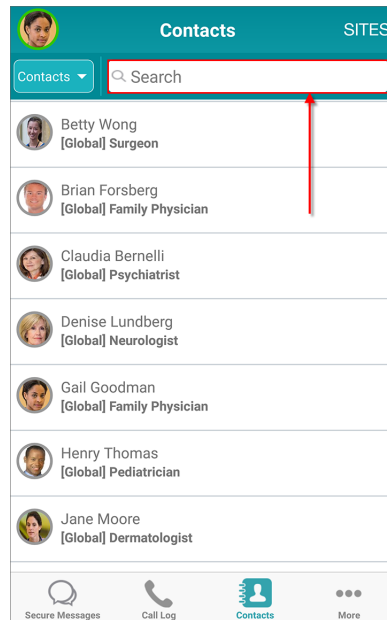 Contacts SITES
Contacts Search
Betty Wong
[Global] Surgeon
Brian Forsberg
[Global] Family Physician
Claudia Bernelli
[Global] Psychiatrist
Denise Lundberg
[Global] Neurologist
Gail Goodman
[Global] Family Physician
Henry Thomas
[Global] Pediatrician
Jane Moore
[Global] Dermatologist
Secure Messages Call Log Contacts More